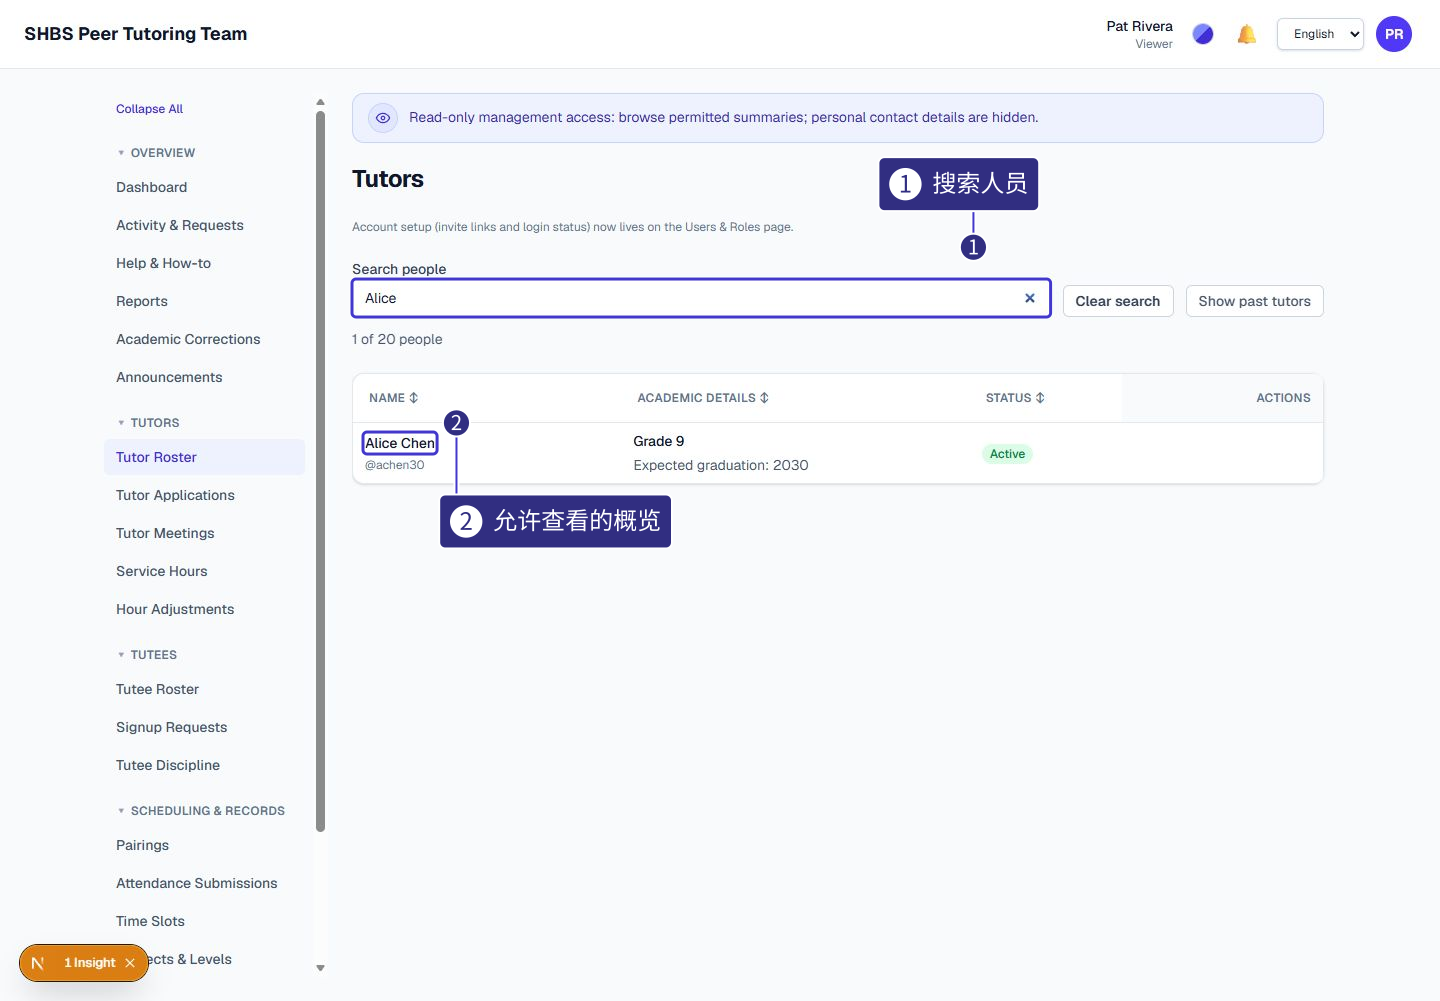 SHBS Peer Tutoring Team
Pat Rivera
Viewer
English
PR
Collapse All
OVERVIEW
Dashboard
Activity & Requests
Help & How-to
Reports
Academic Corrections
Announcements
TUTORS
Tutor Roster
Tutor Applications
Tutor Meetings
Service Hours
Hour Adjustments
TUTEES
Tutee Roster
Signup Requests
Tutee Discipline
SCHEDULING & RECORDS
Pairings
Attendance Submissions
Time Slots
ects & Levels
N 1 Insight ×
Read-only management access: browse permitted summaries; personal contact details are hidden.
Tutors
1 搜索人员
1
Account setup (invite links and login status) now lives on the Users & Roles page.
Search people
Alice ×
Clear search
Show past tutors
1 of 20 people
NAME ACADEMIC DETAILS STATUS ACTIONS
2
Alice Chen Grade 9 Active
@achen30 Expected graduation: 2030
2 允许查看的概览